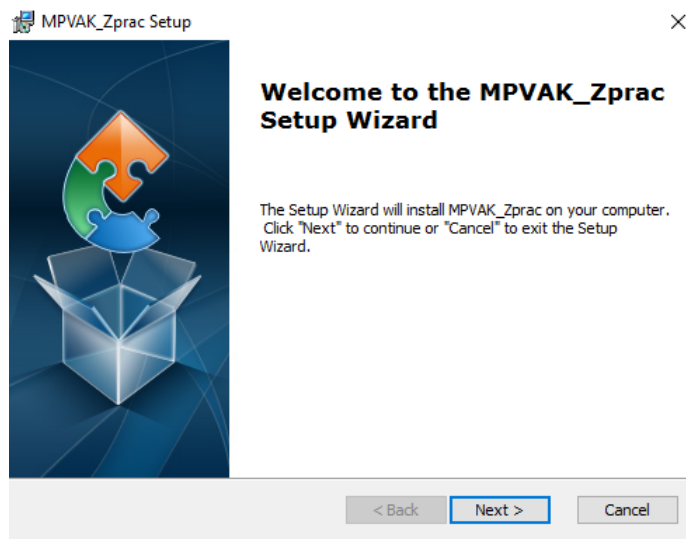 MPVAK_Zprac Setup
Welcome to the MPVAK_Zprac
Setup Wizard
The Setup Wizard will install MPVAK_Zprac on your computer.
Click "Next" to continue or "Cancel" to exit the Setup
Wizard.
< Back
Next >
Cancel